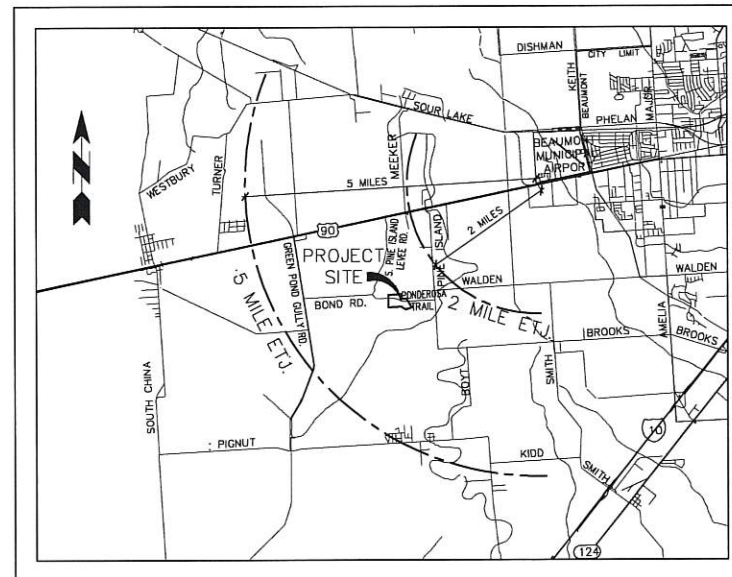 DISHMAN
CITY LIMIT
KEITH
BEAUMONT
MAJOR
PHELAN
SOUR LAKE
BEAUMONT
MUNICIPAL
AIRPORT
MEEKER
WESTBURY
TURNER
5 MILES
90
2 MILES
N
S. PINE ISLAND
LEVEE RD.
PINE ISLAND
GREEN POND GULLY RD.
PROJECT
SITE
WALDEN
WALDEN
BOND RD.
PONDEROSA
TRAIL
2 MILE ETJ.
5 MILE ETJ.
BROOKS
BROOKS
AMELIA
SMITH
BOYT
SOUTH CHINA
PIGNUT
KIDD
10
SMITH
124